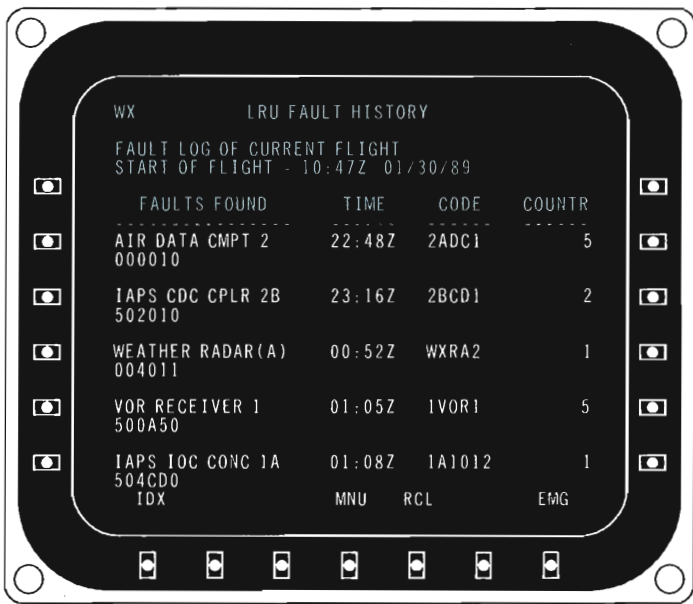 WX LRU FAULT HISTORY
FAULT LOG OF CURRENT FLIGHT
START OF FLIGHT - 10:47Z 01/30/89
FAULTS FOUND TIME CODE COUNTR
AIR DATA CMPT 2 22:48Z 2ADC1 5
000010
IAPS CDC CPLR 2B 23:16Z 2BCD1 2
502010
WEATHER RADAR(A) 00:52Z WXRA2 1
004011
VOR RECEIVER 1 01:05Z 1VOR1 5
500A50
IAPS IOC CONC 1A 01:08Z 1A1012 1
504CD0
IDX MNU RCL EMG